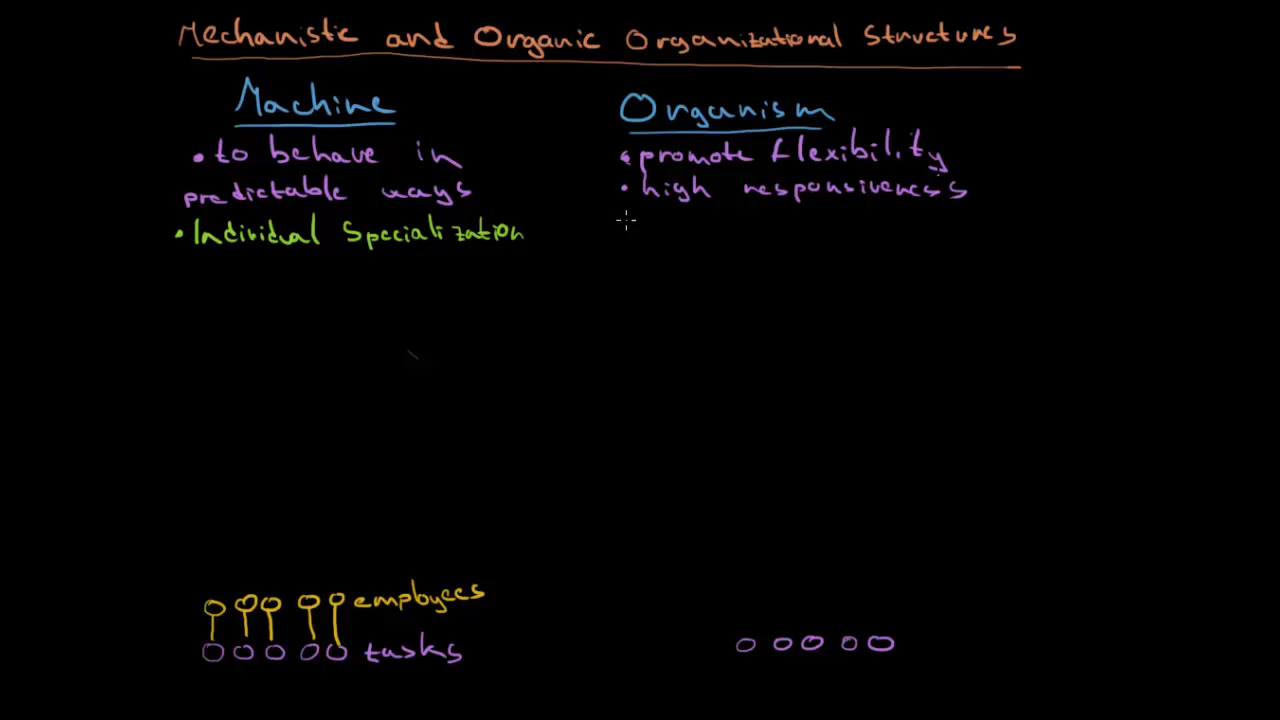 Mechanistic and Organic Organizational Structures
Machine
• to behave in
predictable ways
• Individual Specialization
Organism
• promote flexibility
• high responsiveness
employees
tasks